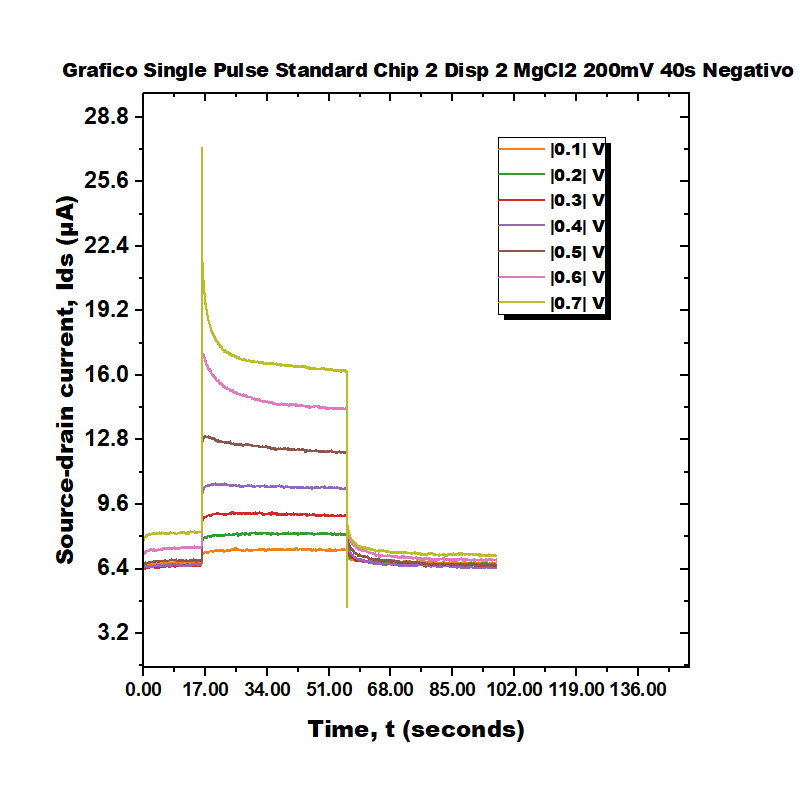 Grafico Single Pulse Standard Chip 2 Disp 2 MgCl2 200mV 40s Negativo
28.8
25.6
22.4
19.2
16.0
12.8
9.6
6.4
3.2
Source-drain current, Ids (µA)
|0.1| V
|0.2| V
|0.3| V
|0.4| V
|0.5| V
|0.6| V
|0.7| V
0.00 17.00 34.00 51.00 68.00 85.00 102.00 119.00 136.00
Time, t (seconds)